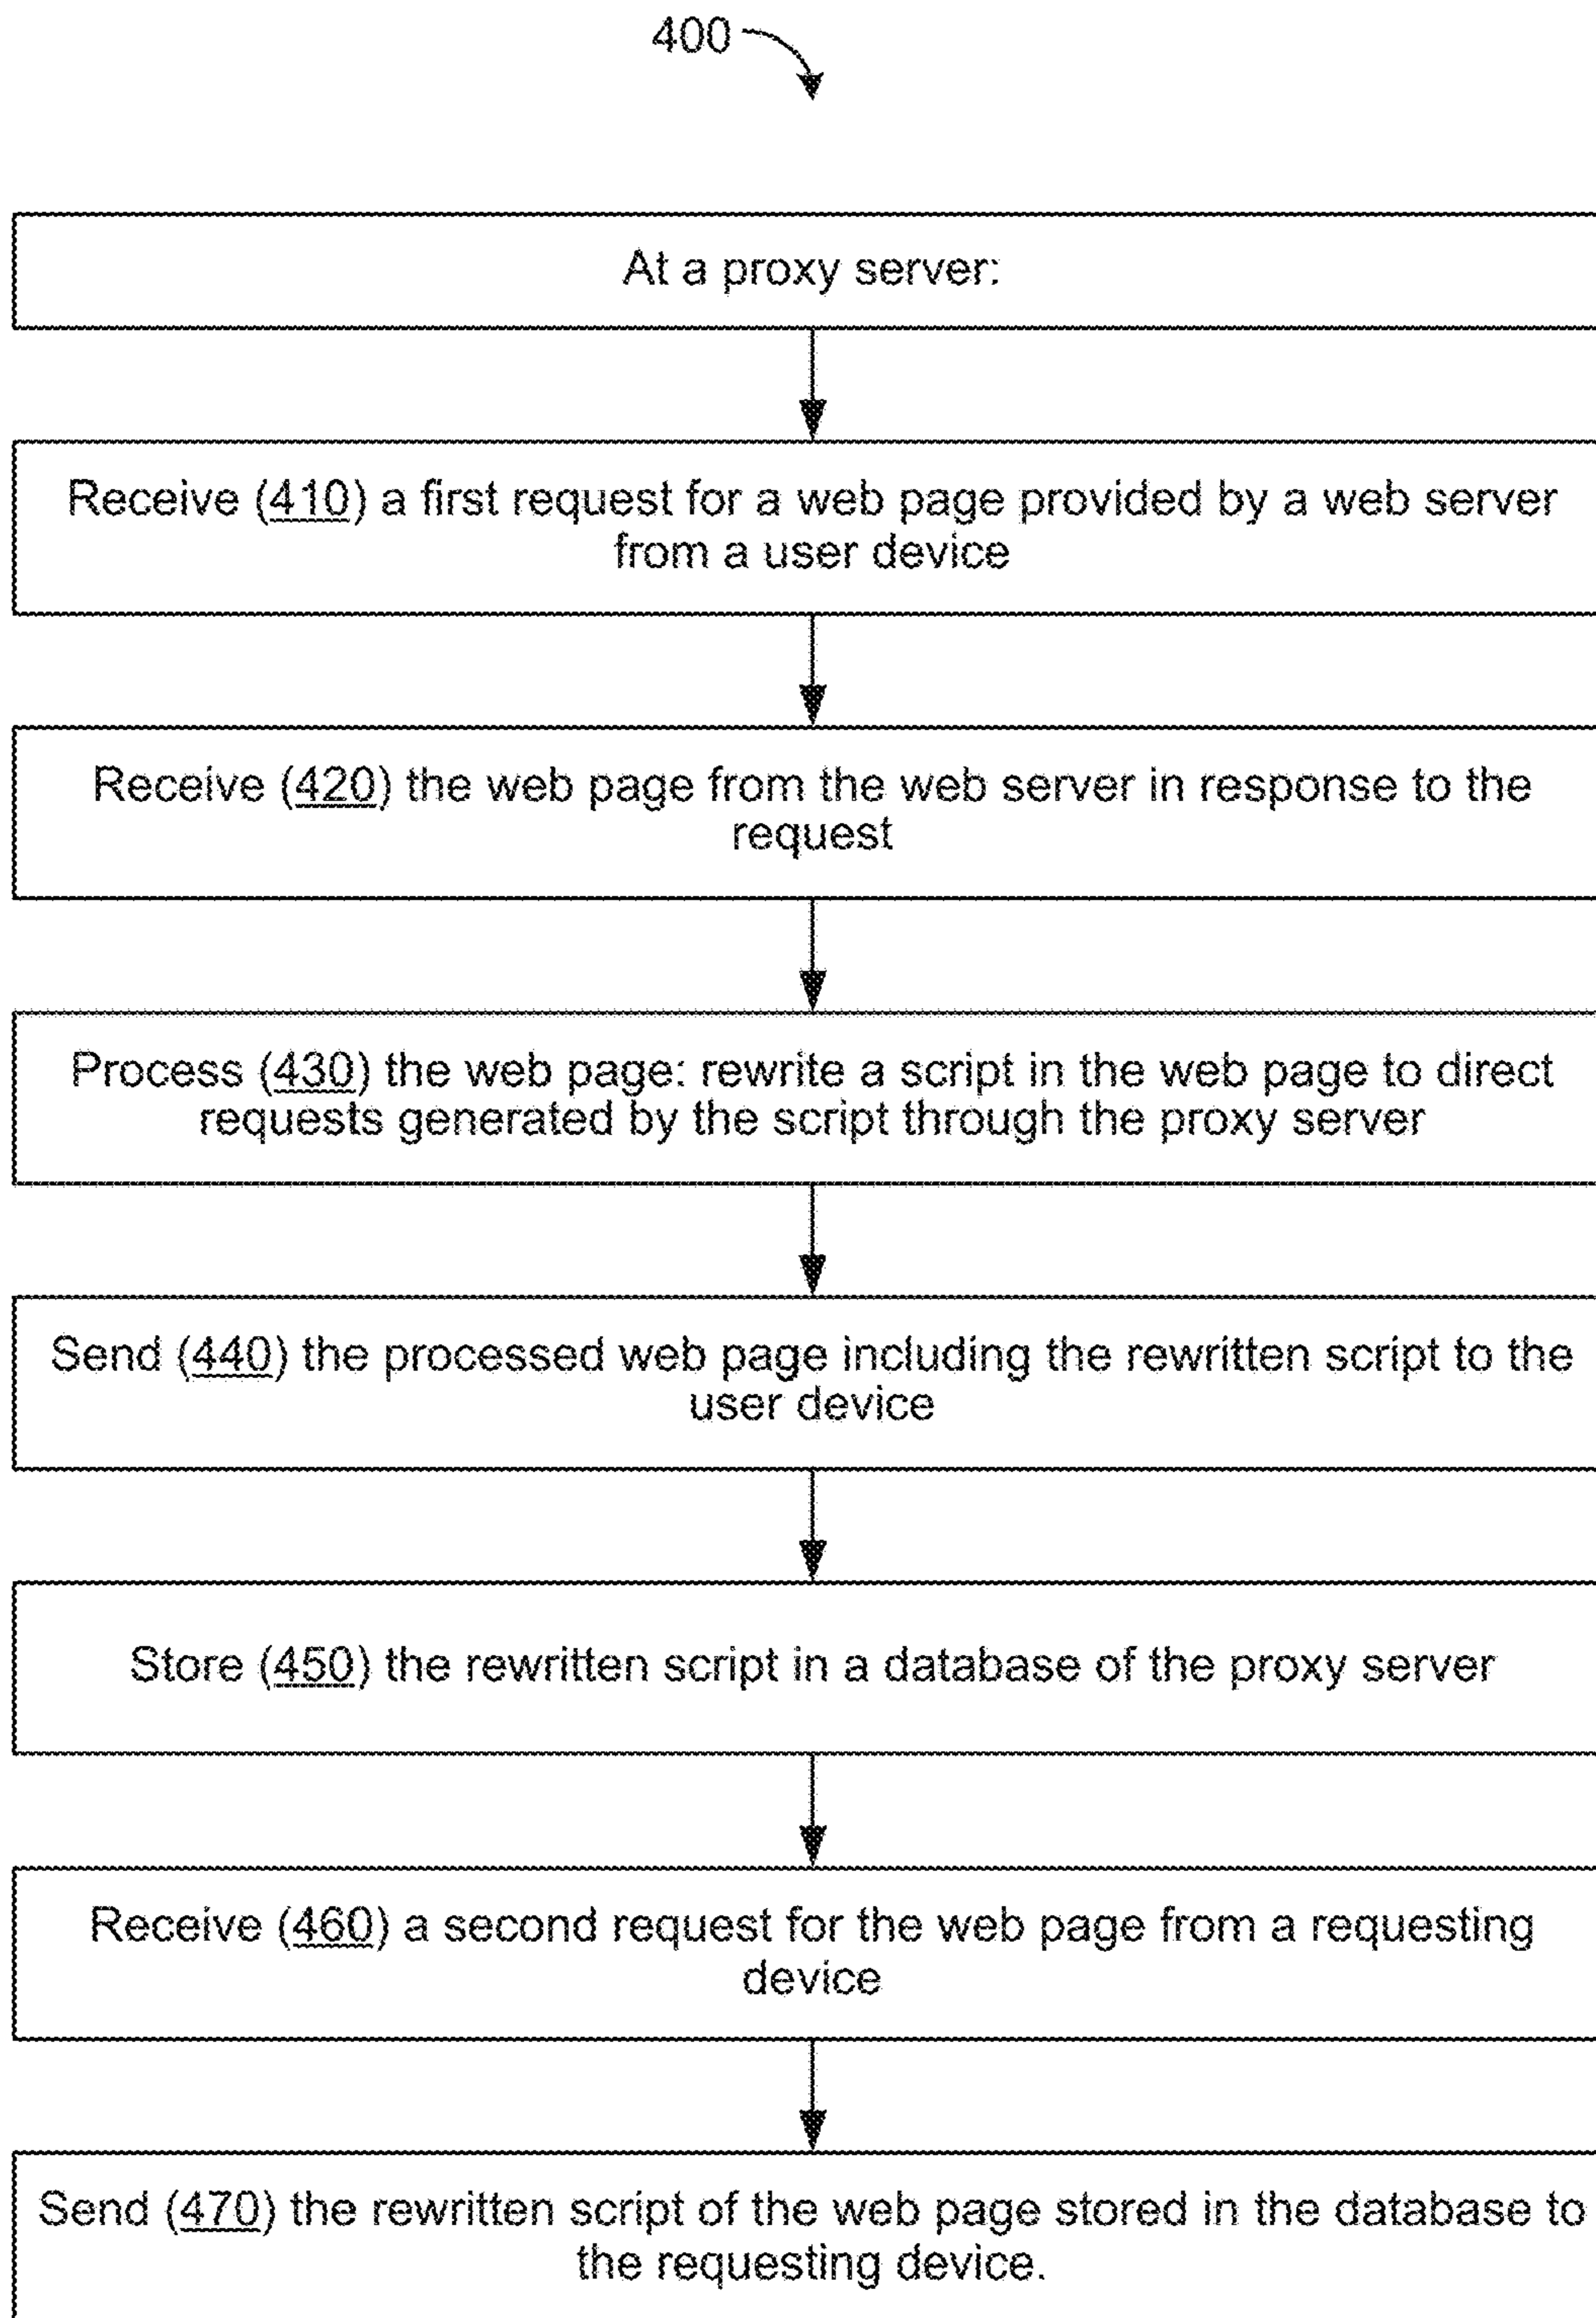 400
At a proxy server:
Receive (410) a first request for a web page provided by a web server
from a user device
Receive (420) the web page from the web server in response to the
request
Process (430) the web page: rewrite a script in the web page to direct
requests generated by the script through the proxy server
Send (440) the processed web page including the rewritten script to the
user device
Store (450) the rewritten script in a database of the proxy server
Receive (460) a second request for the web page from a requesting
device
Send (470) the rewritten script of the web page stored in the database to
the requesting device.